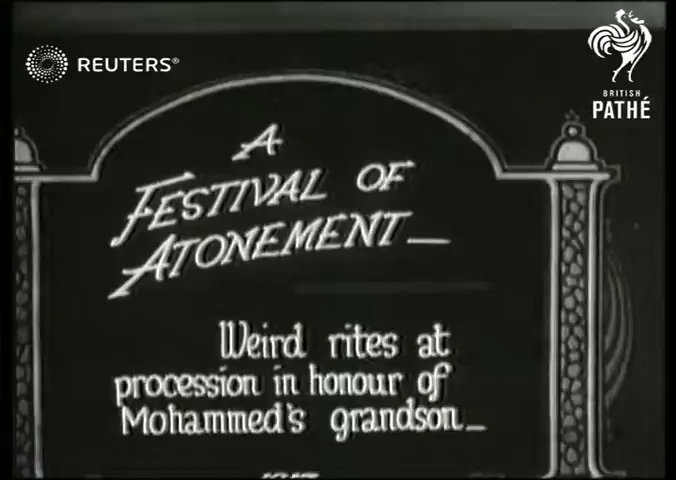 REUTERS®
BRITISH
PATHÉ
A
FESTIVAL OF
ATONEMENT_
Weird rites at
procession in honour of
Mohammed's grandson_